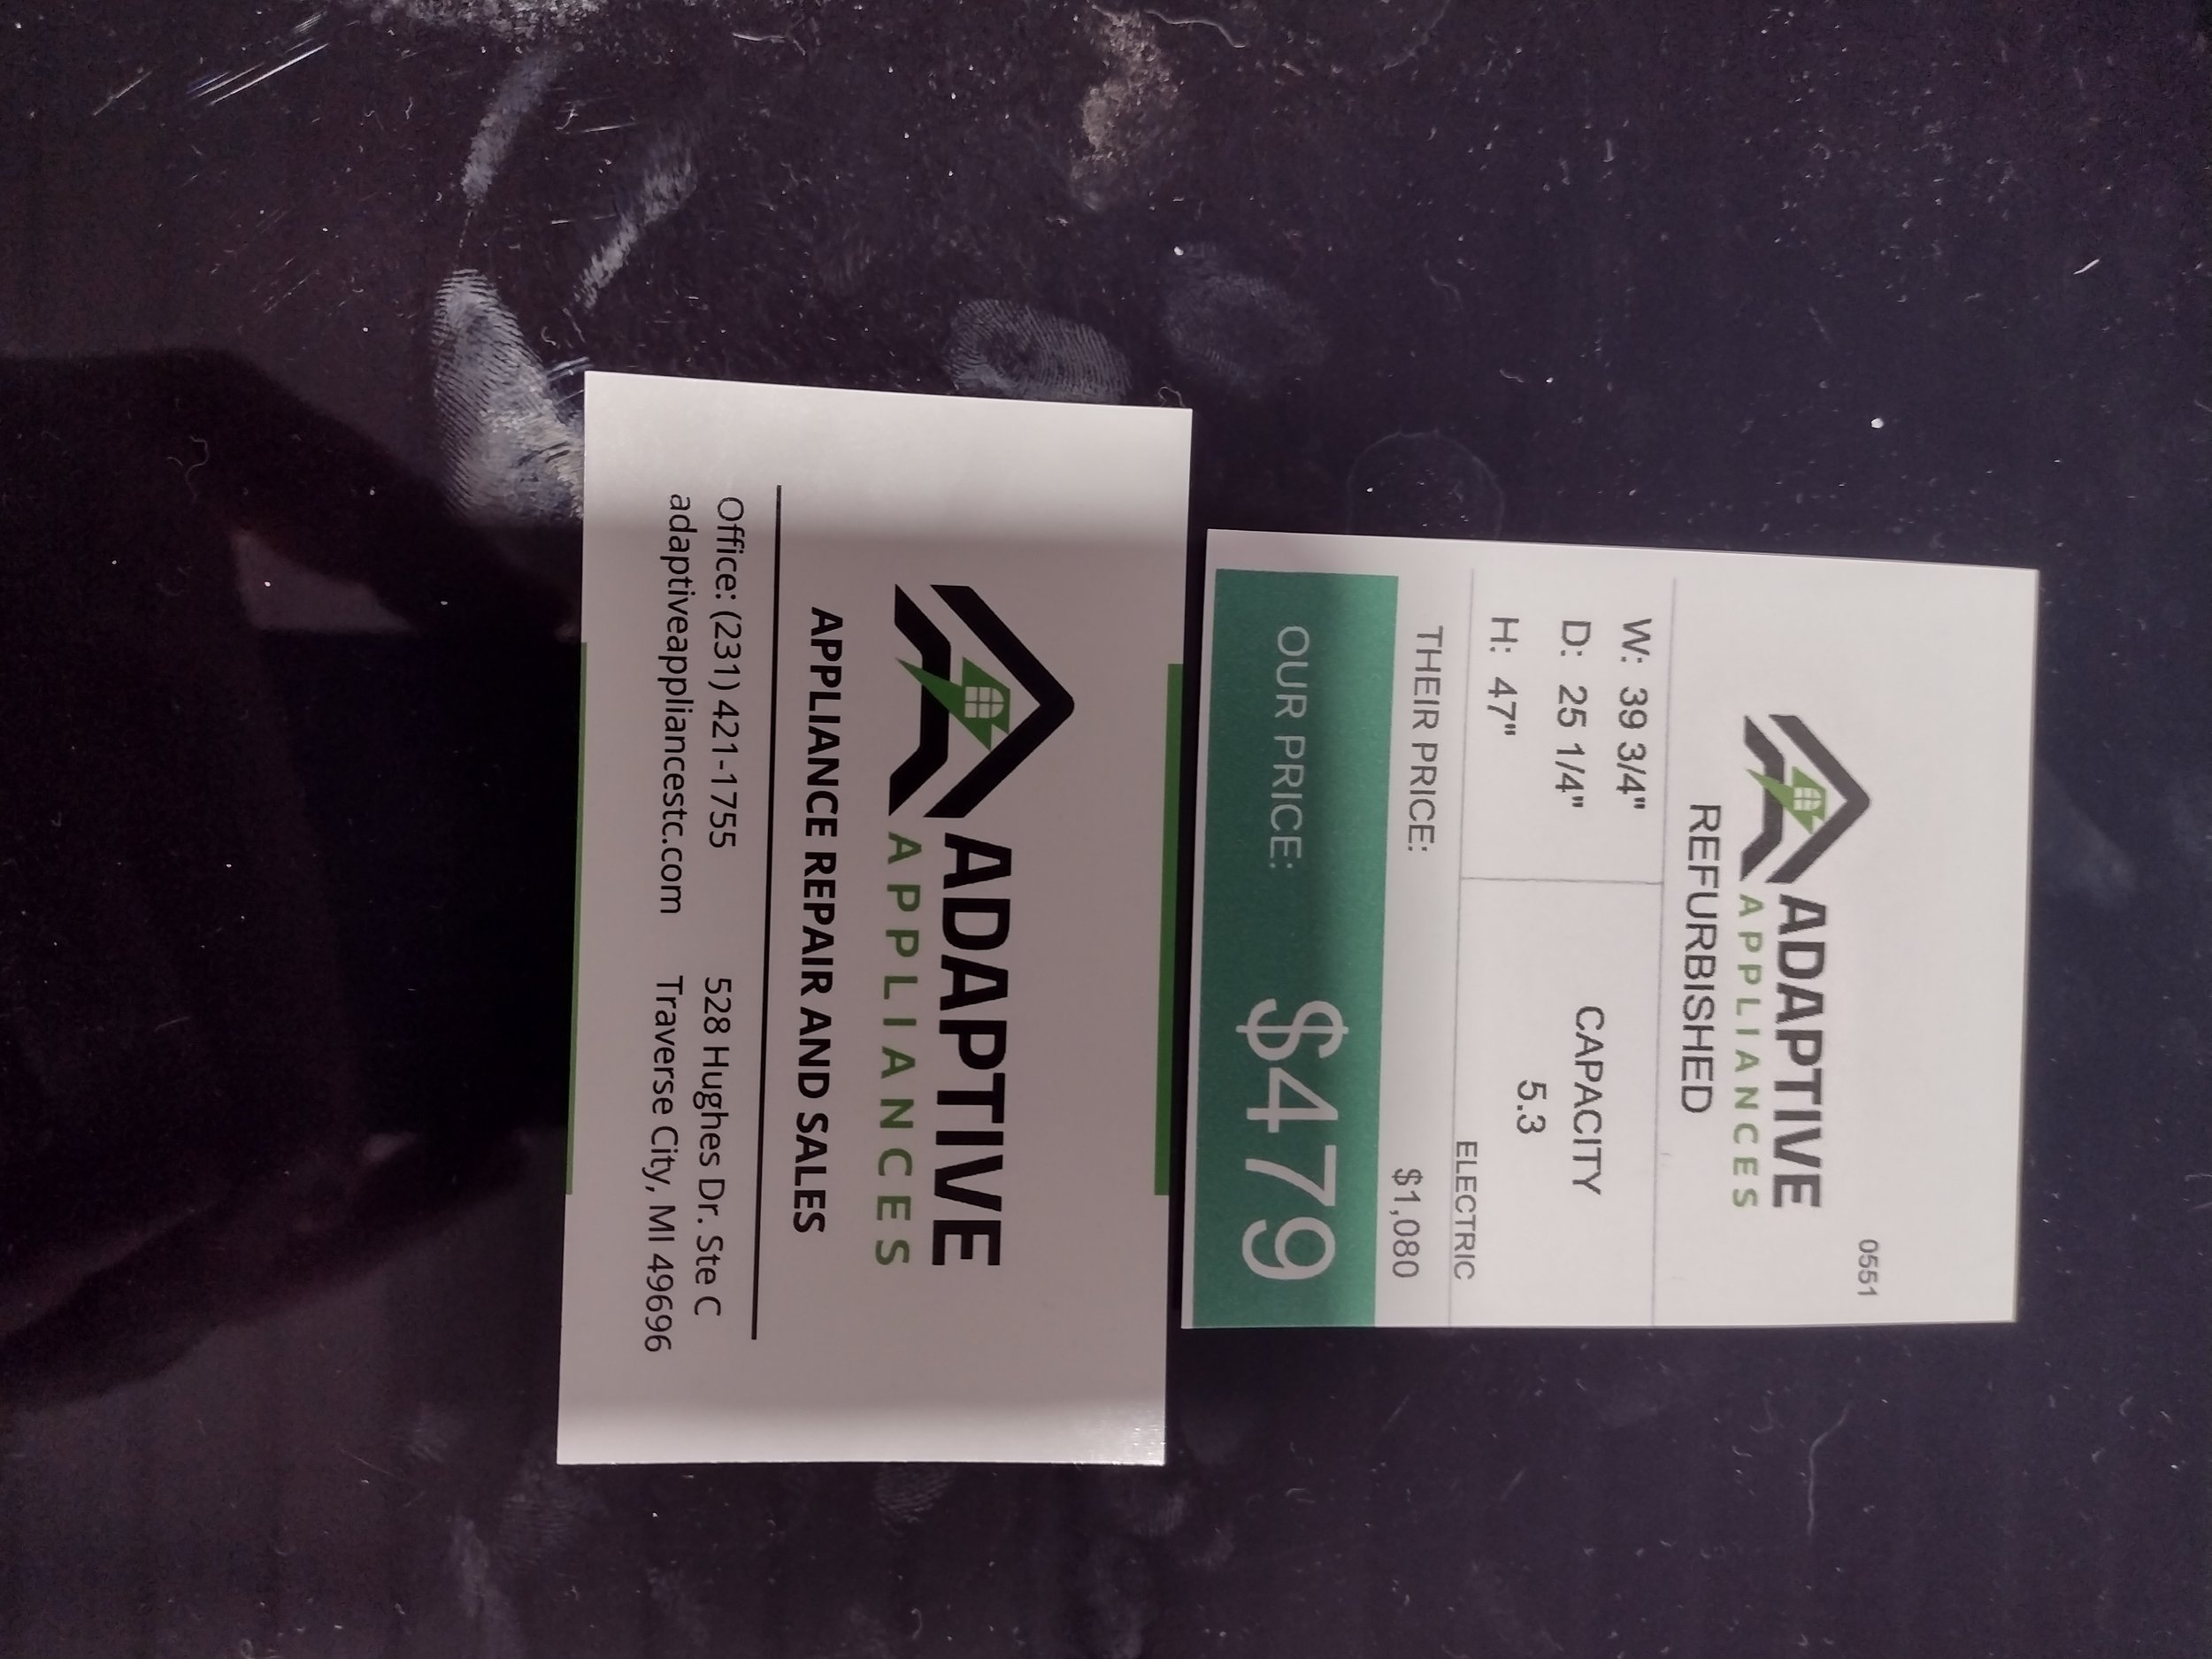 0551
ADAPTIVE
APPLIANCES
REFURBISHED
W: 39 3/4"
D: 25 1/4"
H: 47"
CAPACITY
5.3
ELECTRIC
THEIR PRICE: $1,080
OUR PRICE: $479
ADAPTIVE
APPLIANCES
APPLIANCE REPAIR AND SALES
Office: (231) 421-1755 528 Hughes Dr. Ste C
adaptiveappliancestc.com Traverse City, MI 49696